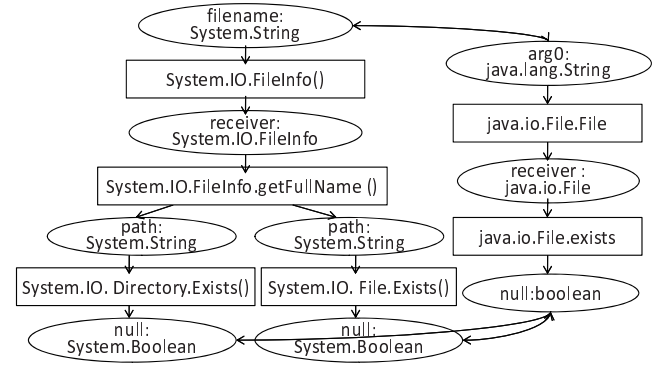 filename:
System.String
System.IO.FileInfo()
receiver:
System.IO.FileInfo
System.IO.FileInfo.getFullName ()
path:
System.String
path:
System.String
System.IO. Directory.Exists()
System.IO. File.Exists()
null:
System.Boolean
null:
System.Boolean
arg0:
java.lang.String
java.io.File.File
receiver :
java.io.File
java.io.File.exists
null:boolean